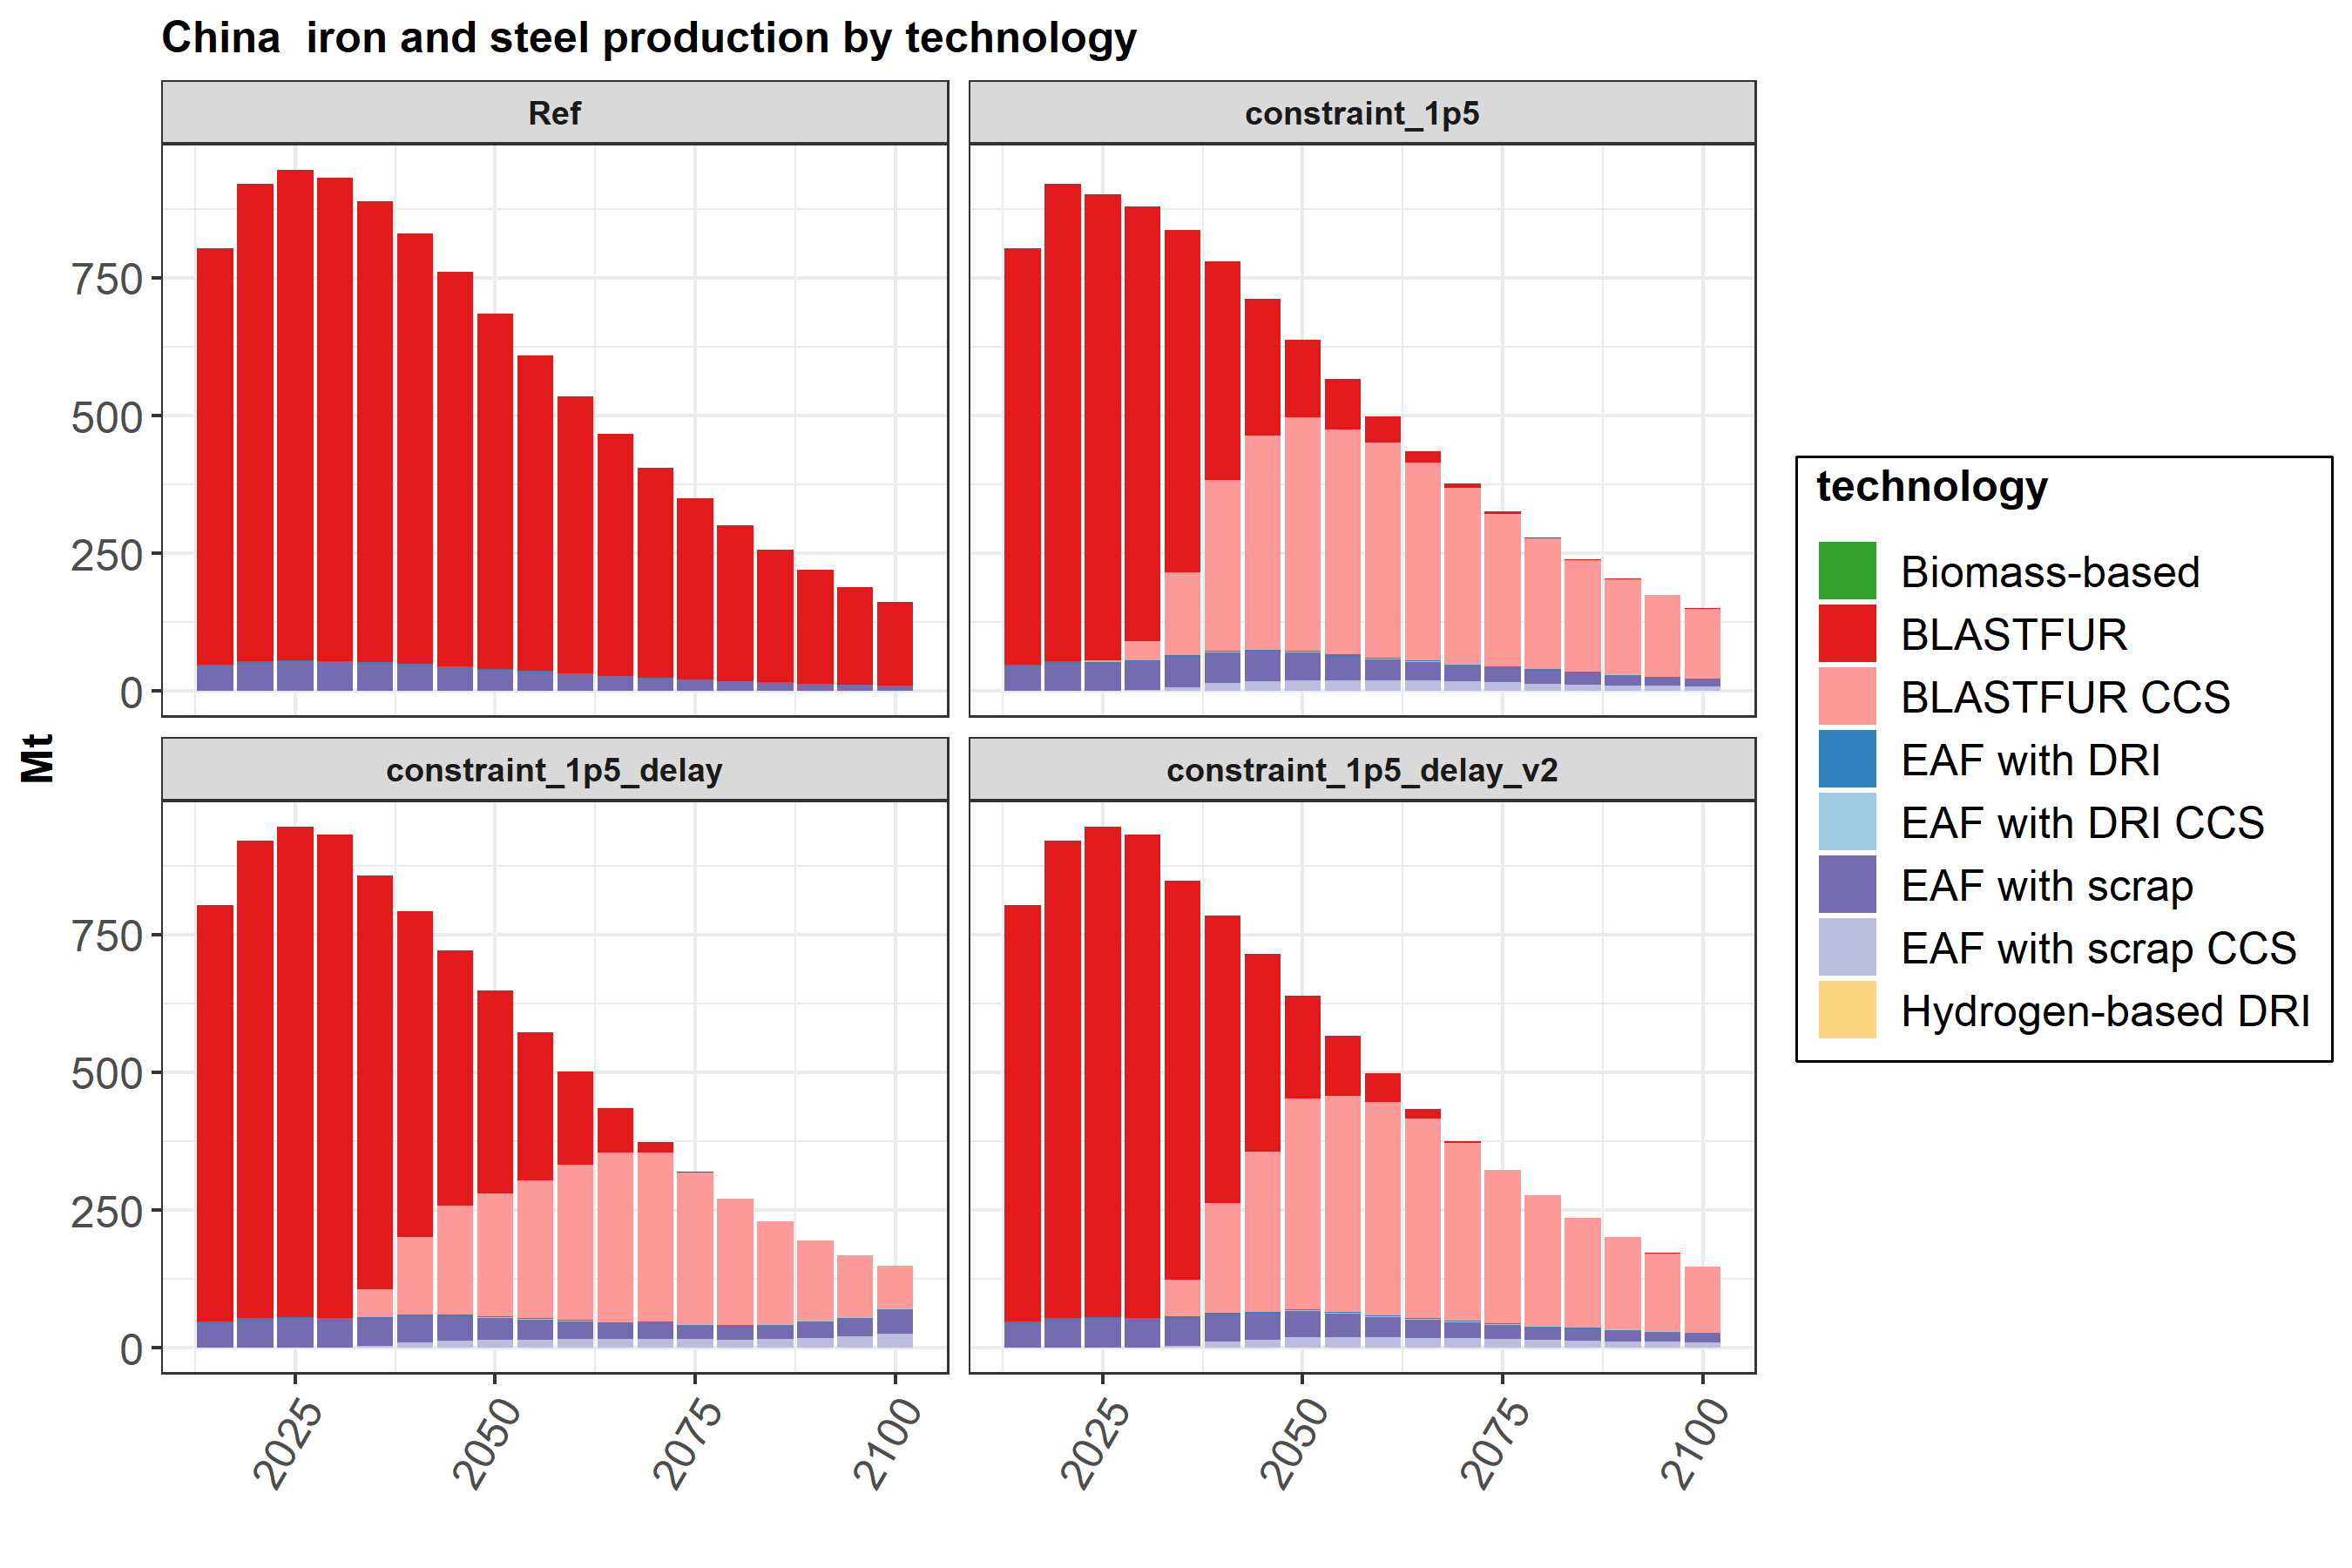 China  iron and steel production by technology
Ref
constraint_1p5
750
500
250
0
Mt
constraint_1p5_delay
constraint_1p5_delay_v2
750
500
250
0
2025
2050
2075
2100
2025
2050
2075
2100
technology
Biomass-based
BLASTFUR
BLASTFUR CCS
EAF with DRI
EAF with DRI CCS
EAF with scrap
EAF with scrap CCS
Hydrogen-based DRI